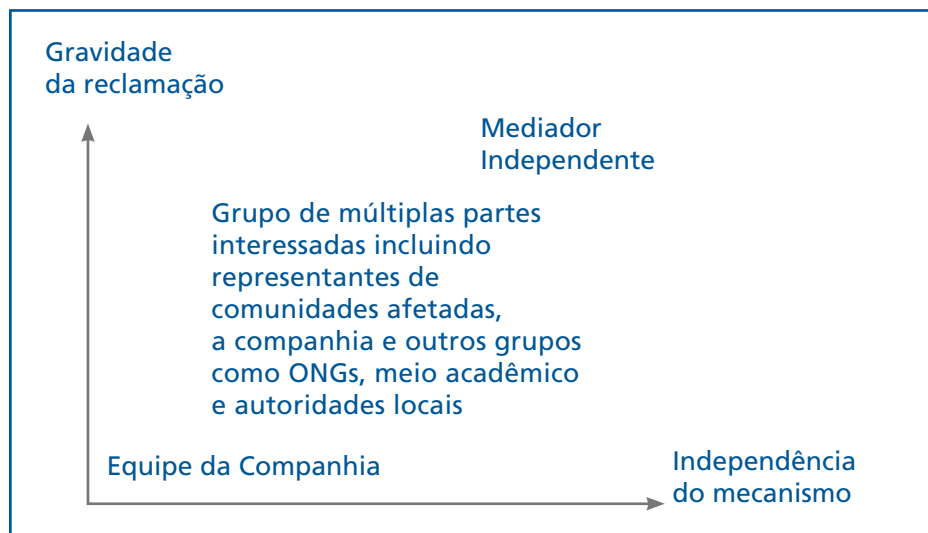 Gravidade
da reclamação
Mediador
Independente
Grupo de múltiplas partes
interessadas incluindo
representantes de
comunidades afetadas,
a companhia e outros grupos
como ONGs, meio acadêmico
e autoridades locais
Equipe da Companhia
Independência
do mecanismo